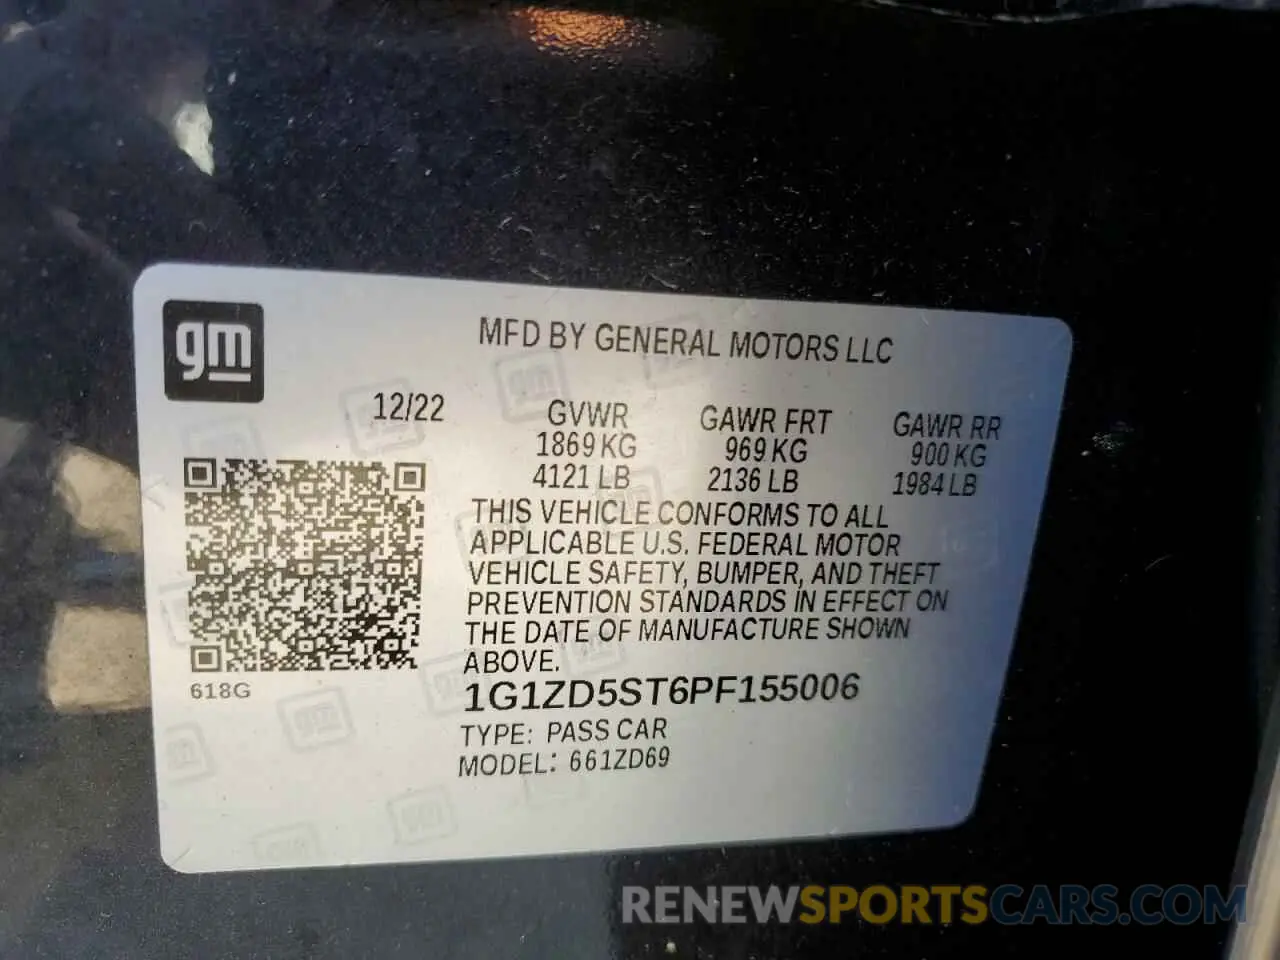 gm
MFD BY GENERAL MOTORS LLC
12/22 GVWR GAWR FRT GAWR RR
1869 KG 969 KG 900 KG
4121 LB 2136 LB 1984 LB
THIS VEHICLE CONFORMS TO ALL
APPLICABLE U.S. FEDERAL MOTOR
VEHICLE SAFETY, BUMPER, AND THEFT
PREVENTION STANDARDS IN EFFECT ON
THE DATE OF MANUFACTURE SHOWN
ABOVE.
618G
1G1ZD5ST6PF155006
TYPE: PASS CAR
MODEL: 661ZD69
RENEWSPORTSCARS.COM